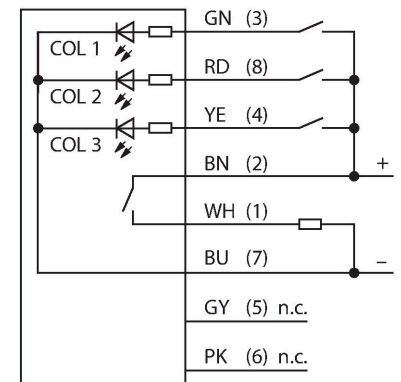 GN (3)
COL 1
RD (8)
COL 2
YE (4)
COL 3
BN (2)
+
WH (1)
BU (7)
–
GY (5) n.c.
PK (6) n.c.